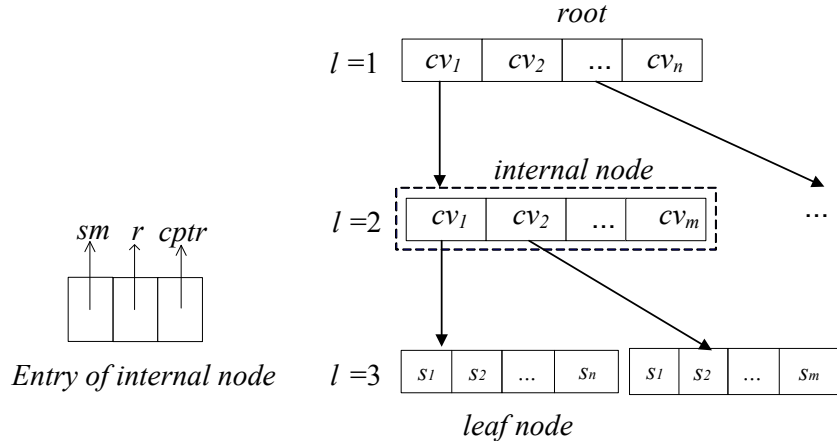 root
l =1 cv1 cv2 ... cvn
internal node
l=2 cv1 cv2 ... cvm ...
sm r cptr
Entry of internal node
l =3 s1 s2 ... sn s1 s2 ... sm
leaf node